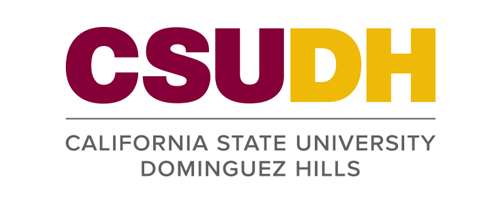 CSUDH
CALIFORNIA STATE UNIVERSITY
DOMINGUEZ HILLS